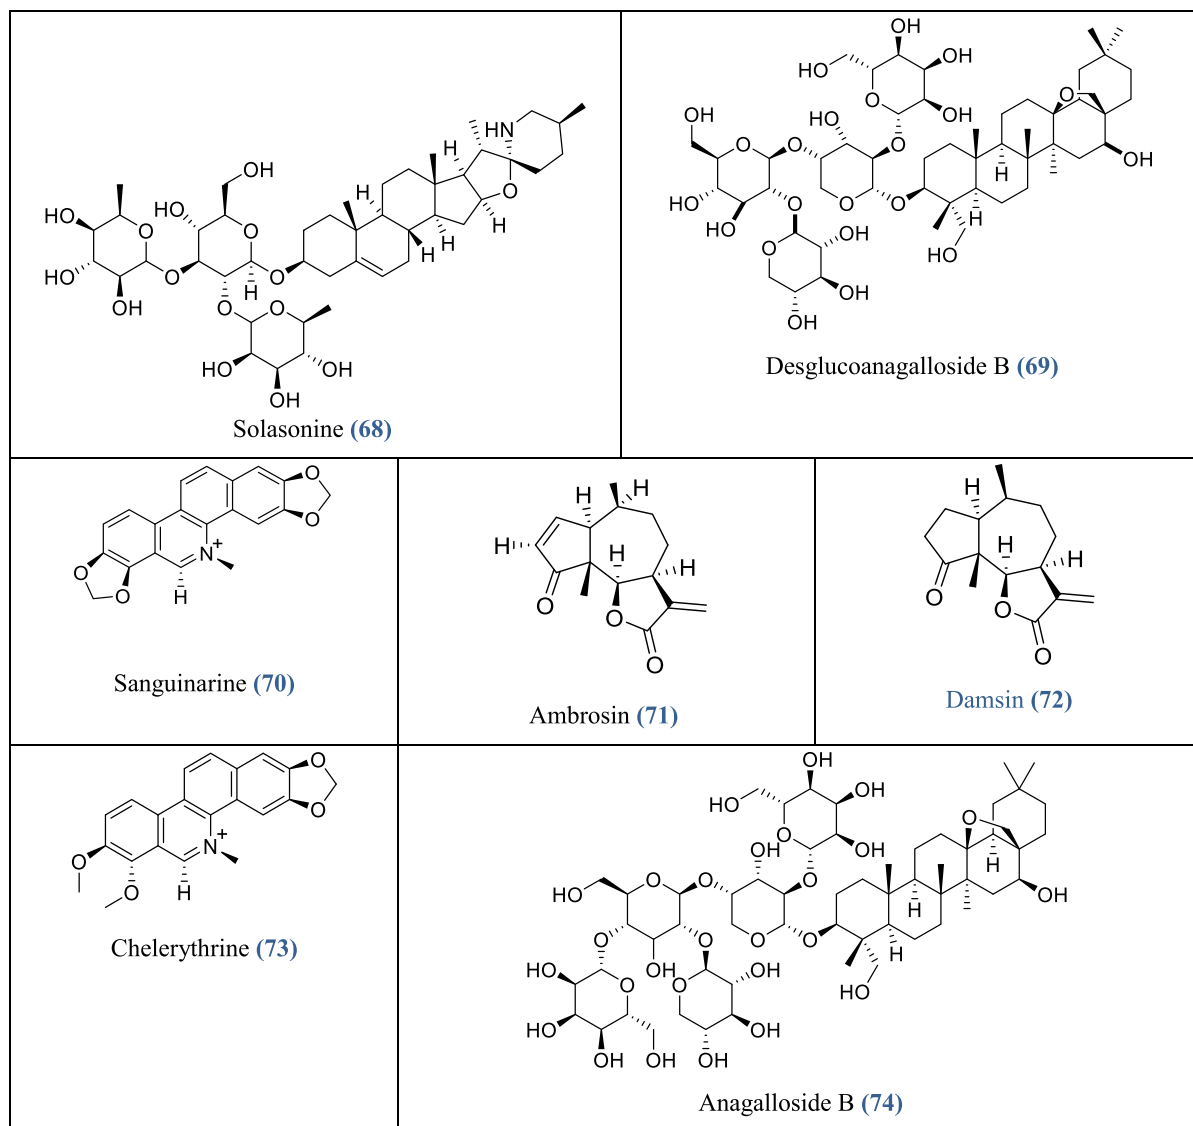 Solasonine (68)
Desglucoanagalloside B (69)
Sanguinarine (70)
Ambrosin (71)
Damsin (72)
Chelerythrine (73)
Anagalloside B (74)